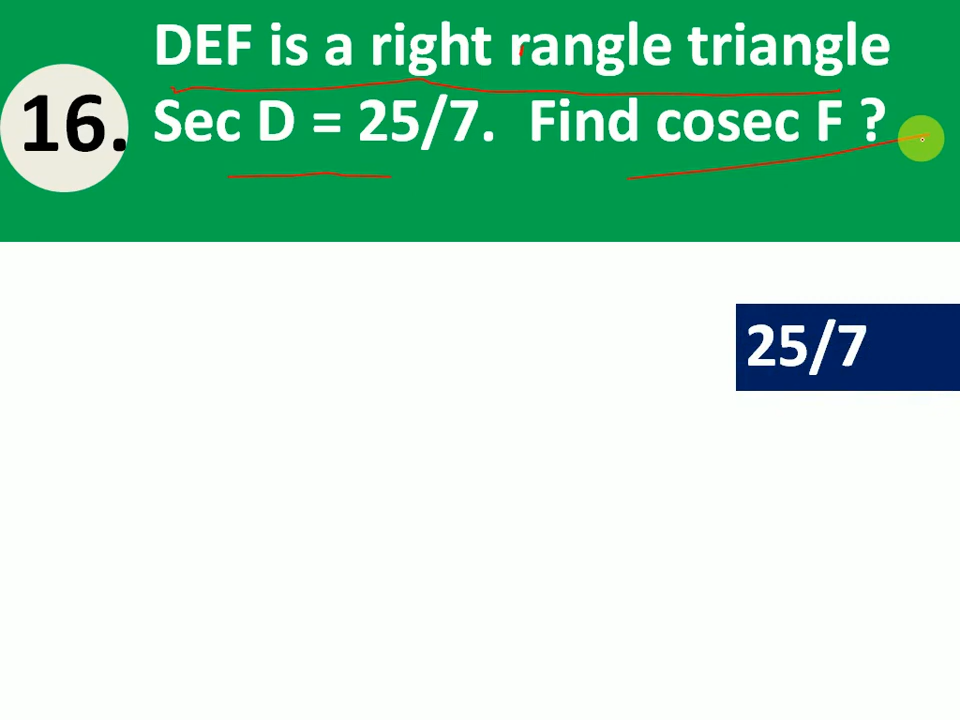 DEF is a right rangle triangle
16. Sec D = 25/7. Find cosec F ?
25/7